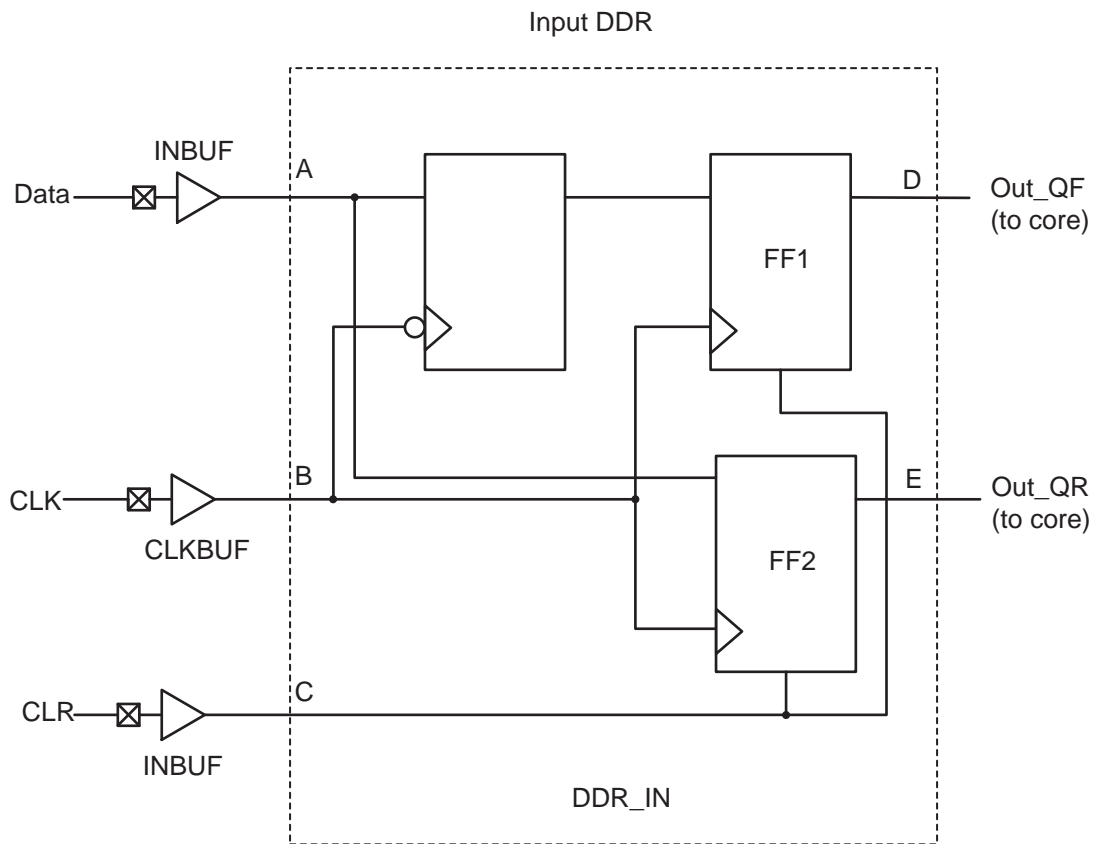 Input DDR
INBUF
A
D
Data
Out_QF
(to core)
FF1
B
E
CLK
Out_QR
(to core)
CLKBUF
FF2
C
CLR
INBUF
DDR_IN